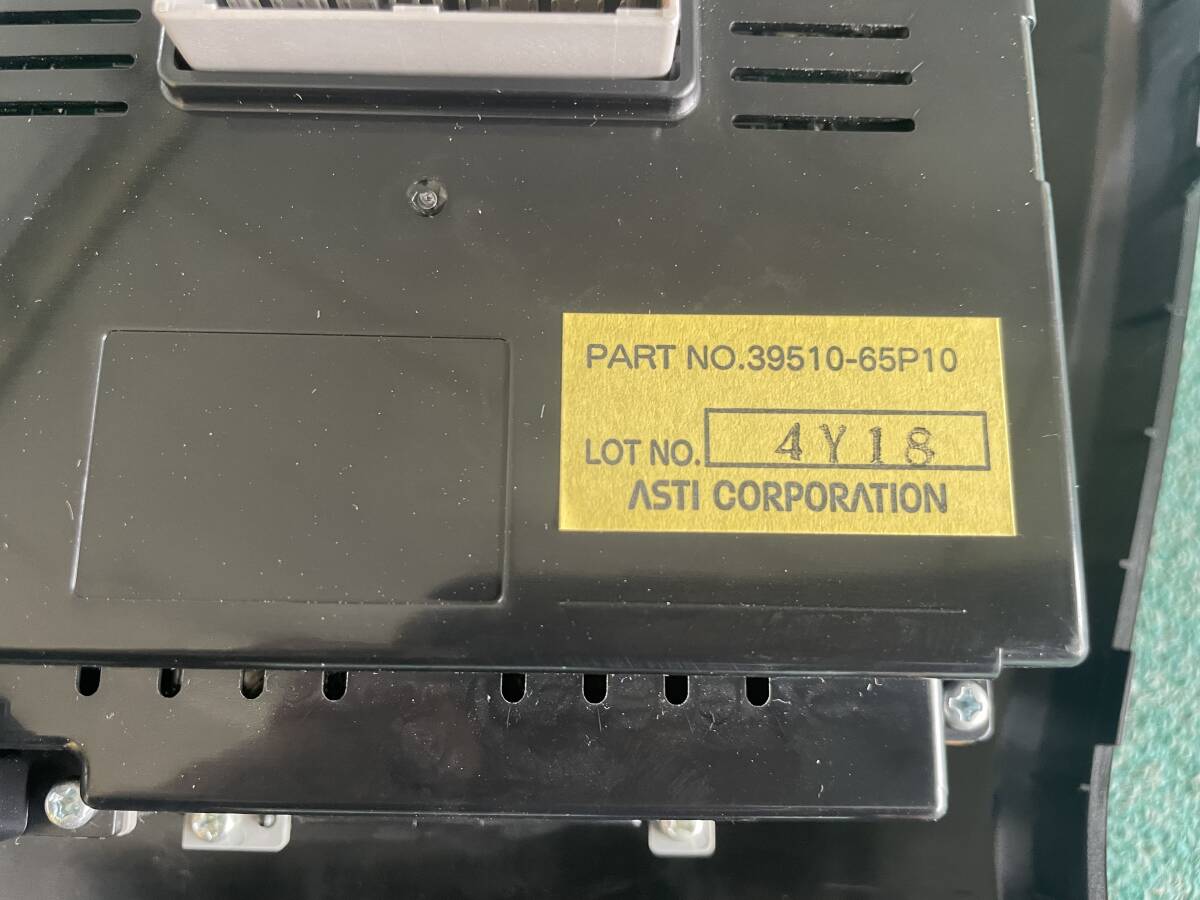 PART NO.39510-65P10
LOT NO. 4Y18
ASTI CORPORATION